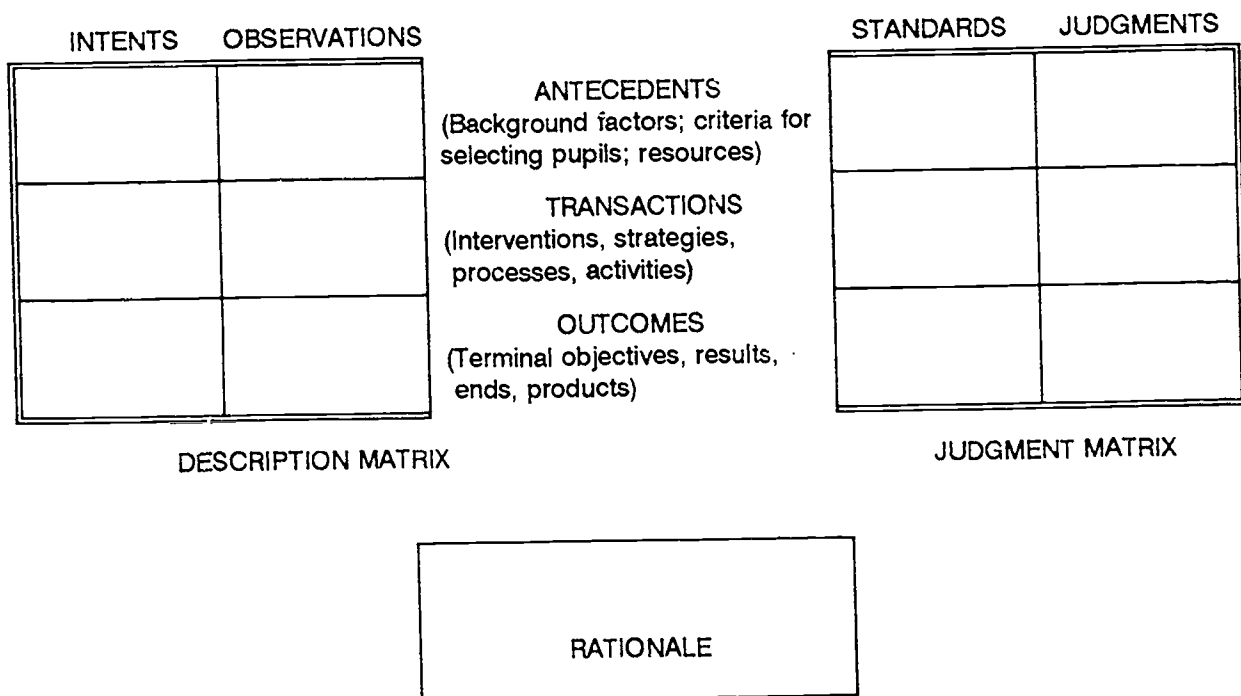 INTENTS OBSERVATIONS
STANDARDS JUDGMENTS
ANTECEDENTS
(Background factors; criteria for
selecting pupils; resources)
TRANSACTIONS
(Interventions, strategies,
processes, activities)
OUTCOMES
(Terminal objectives, results,
ends, products)
DESCRIPTION MATRIX
JUDGMENT MATRIX
RATIONALE